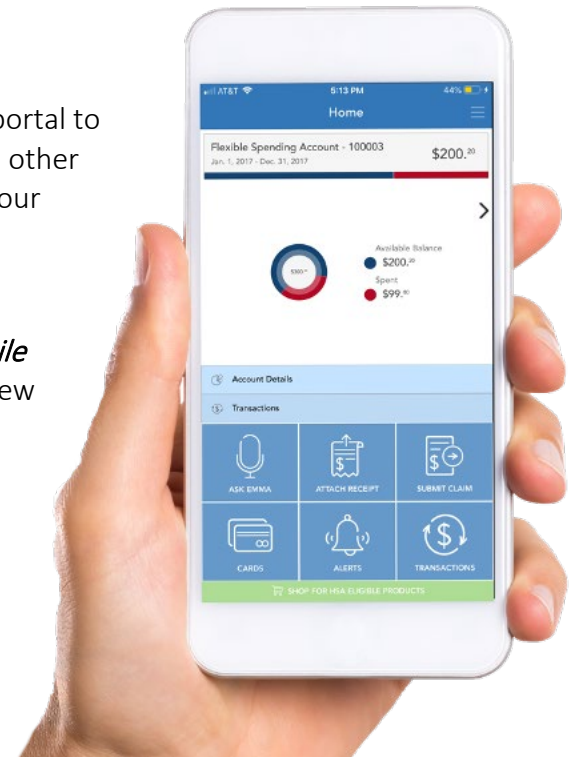 portal to
other
our
ile
ew
AT&T 5:13 PM 44%
Home
Flexible Spending Account - 100003
Jan. 1, 2017 - Dec. 31, 2017
$200.20
Available Balance
$200.20
Spent
$99.80
Account Details
Transactions
ASK EMMA ATTACH RECEIPT SUBMIT CLAIM
CARDS ALERTS TRANSACTIONS
SHOP FOR HSA ELIGIBLE PRODUCTS